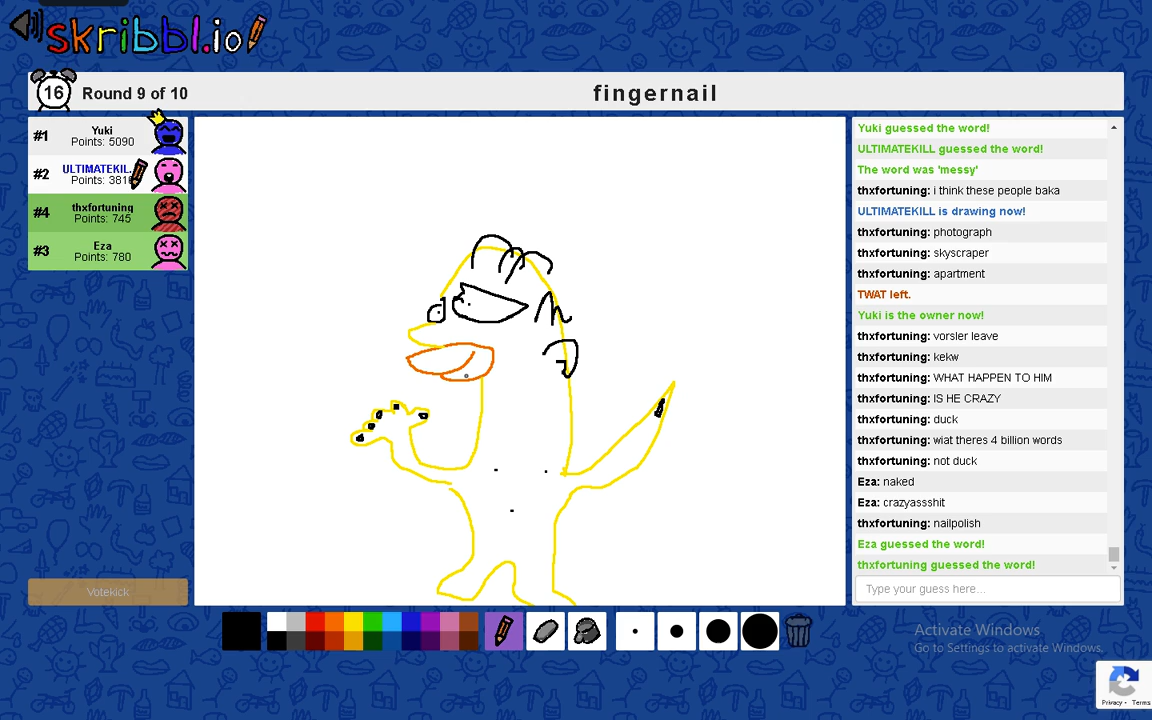 skribbl.io
16
Round 9 of 10
fingernail
#1
Yuki
Points: 5090
#2
ULTIMATEKIL.
Points: 381
#4
thxfortuning
Points: 745
#3
Eza
Points: 780
Votekick
Yuki guessed the word!
ULTIMATEKILL guessed the word!
The word was 'messy'
thxfortuning: i think these people baka
ULTIMATEKILL is drawing now!
thxfortuning: photograph
thxfortuning: skyscraper
thxfortuning: apartment
TWAT left.
Yuki is the owner now!
thxfortuning: vorsler leave
thxfortuning: kekw
thxfortuning: WHAT HAPPEN TO HIM
thxfortuning: IS HE CRAZY
thxfortuning: duck
thxfortuning: wiat theres 4 billion words
thxfortuning: not duck
Eza: naked
Eza: crazyassshit
thxfortuning: nailpolish
Eza guessed the word!
thxfortuning guessed the word!
Type your guess here...
Activate Windows
Go to Settings to activate Windows.
Privacy - Terms